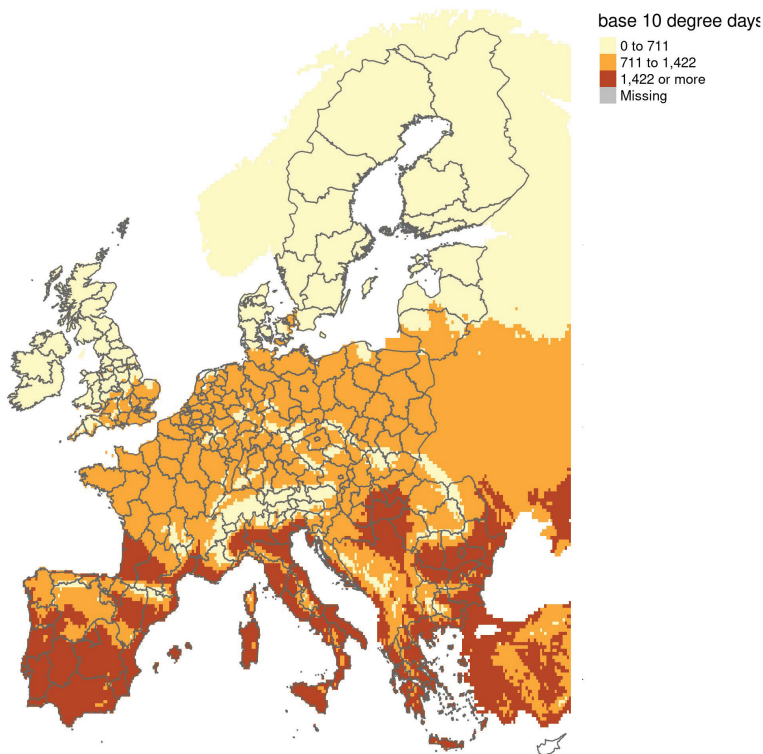 base 10 degree days
0 to 711
711 to 1,422
1,422 or more
Missing